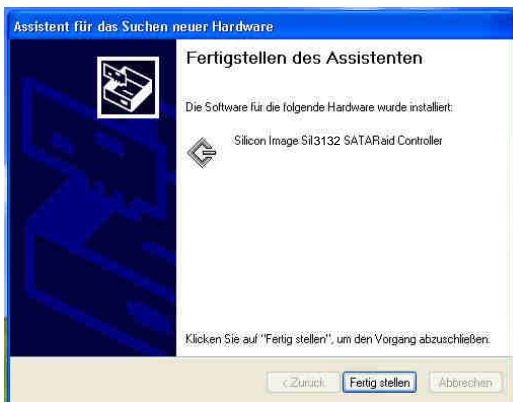 Assistent für das Suchen neuer Hardware
Fertigstellen des Assistenten
Die Software für die folgende Hardware wurde installiert:
Silicon Image SiI3132 SATARaid Controller
Klicken Sie auf "Fertig stellen", um den Vorgang abzuschließen.
< Zurück
Fertig stellen
Abbrechen